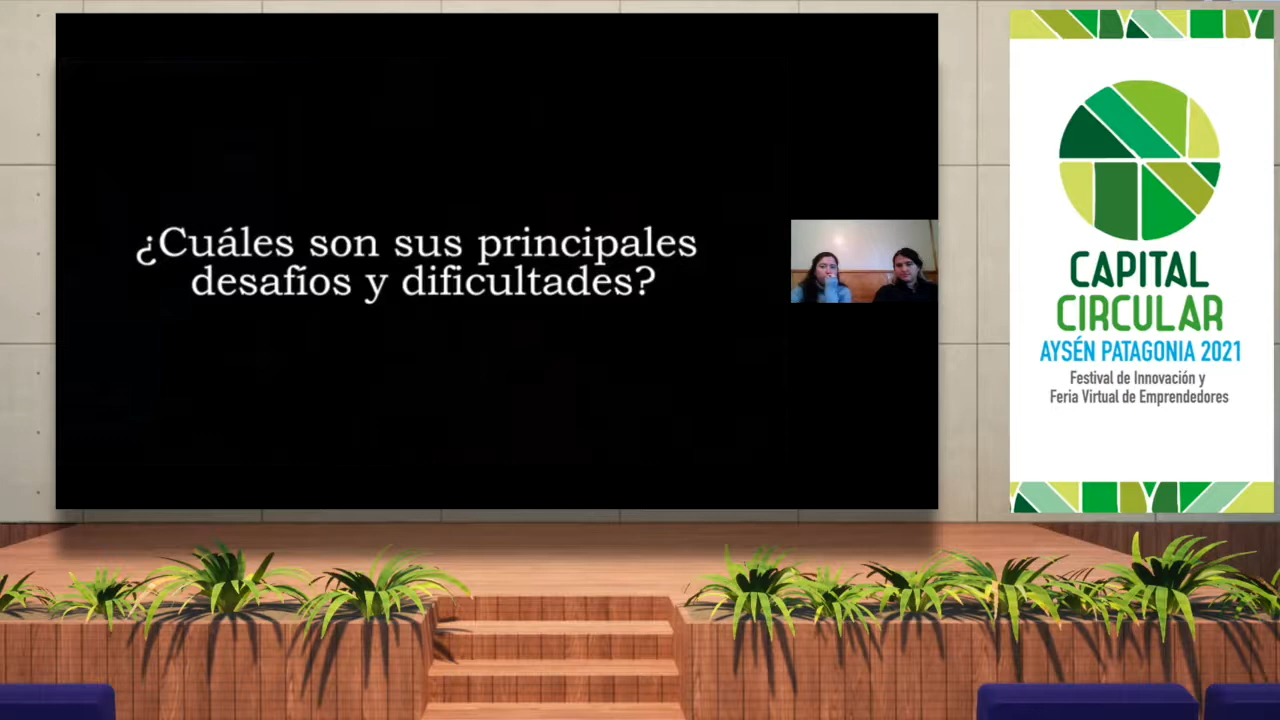 ¿Cuáles son sus principales
desafíos y dificultades?
CAPITAL
CIRCULAR
AYSÉN PATAGONIA 2021
Festival de Innovación y
Feria Virtual de Emprendedores